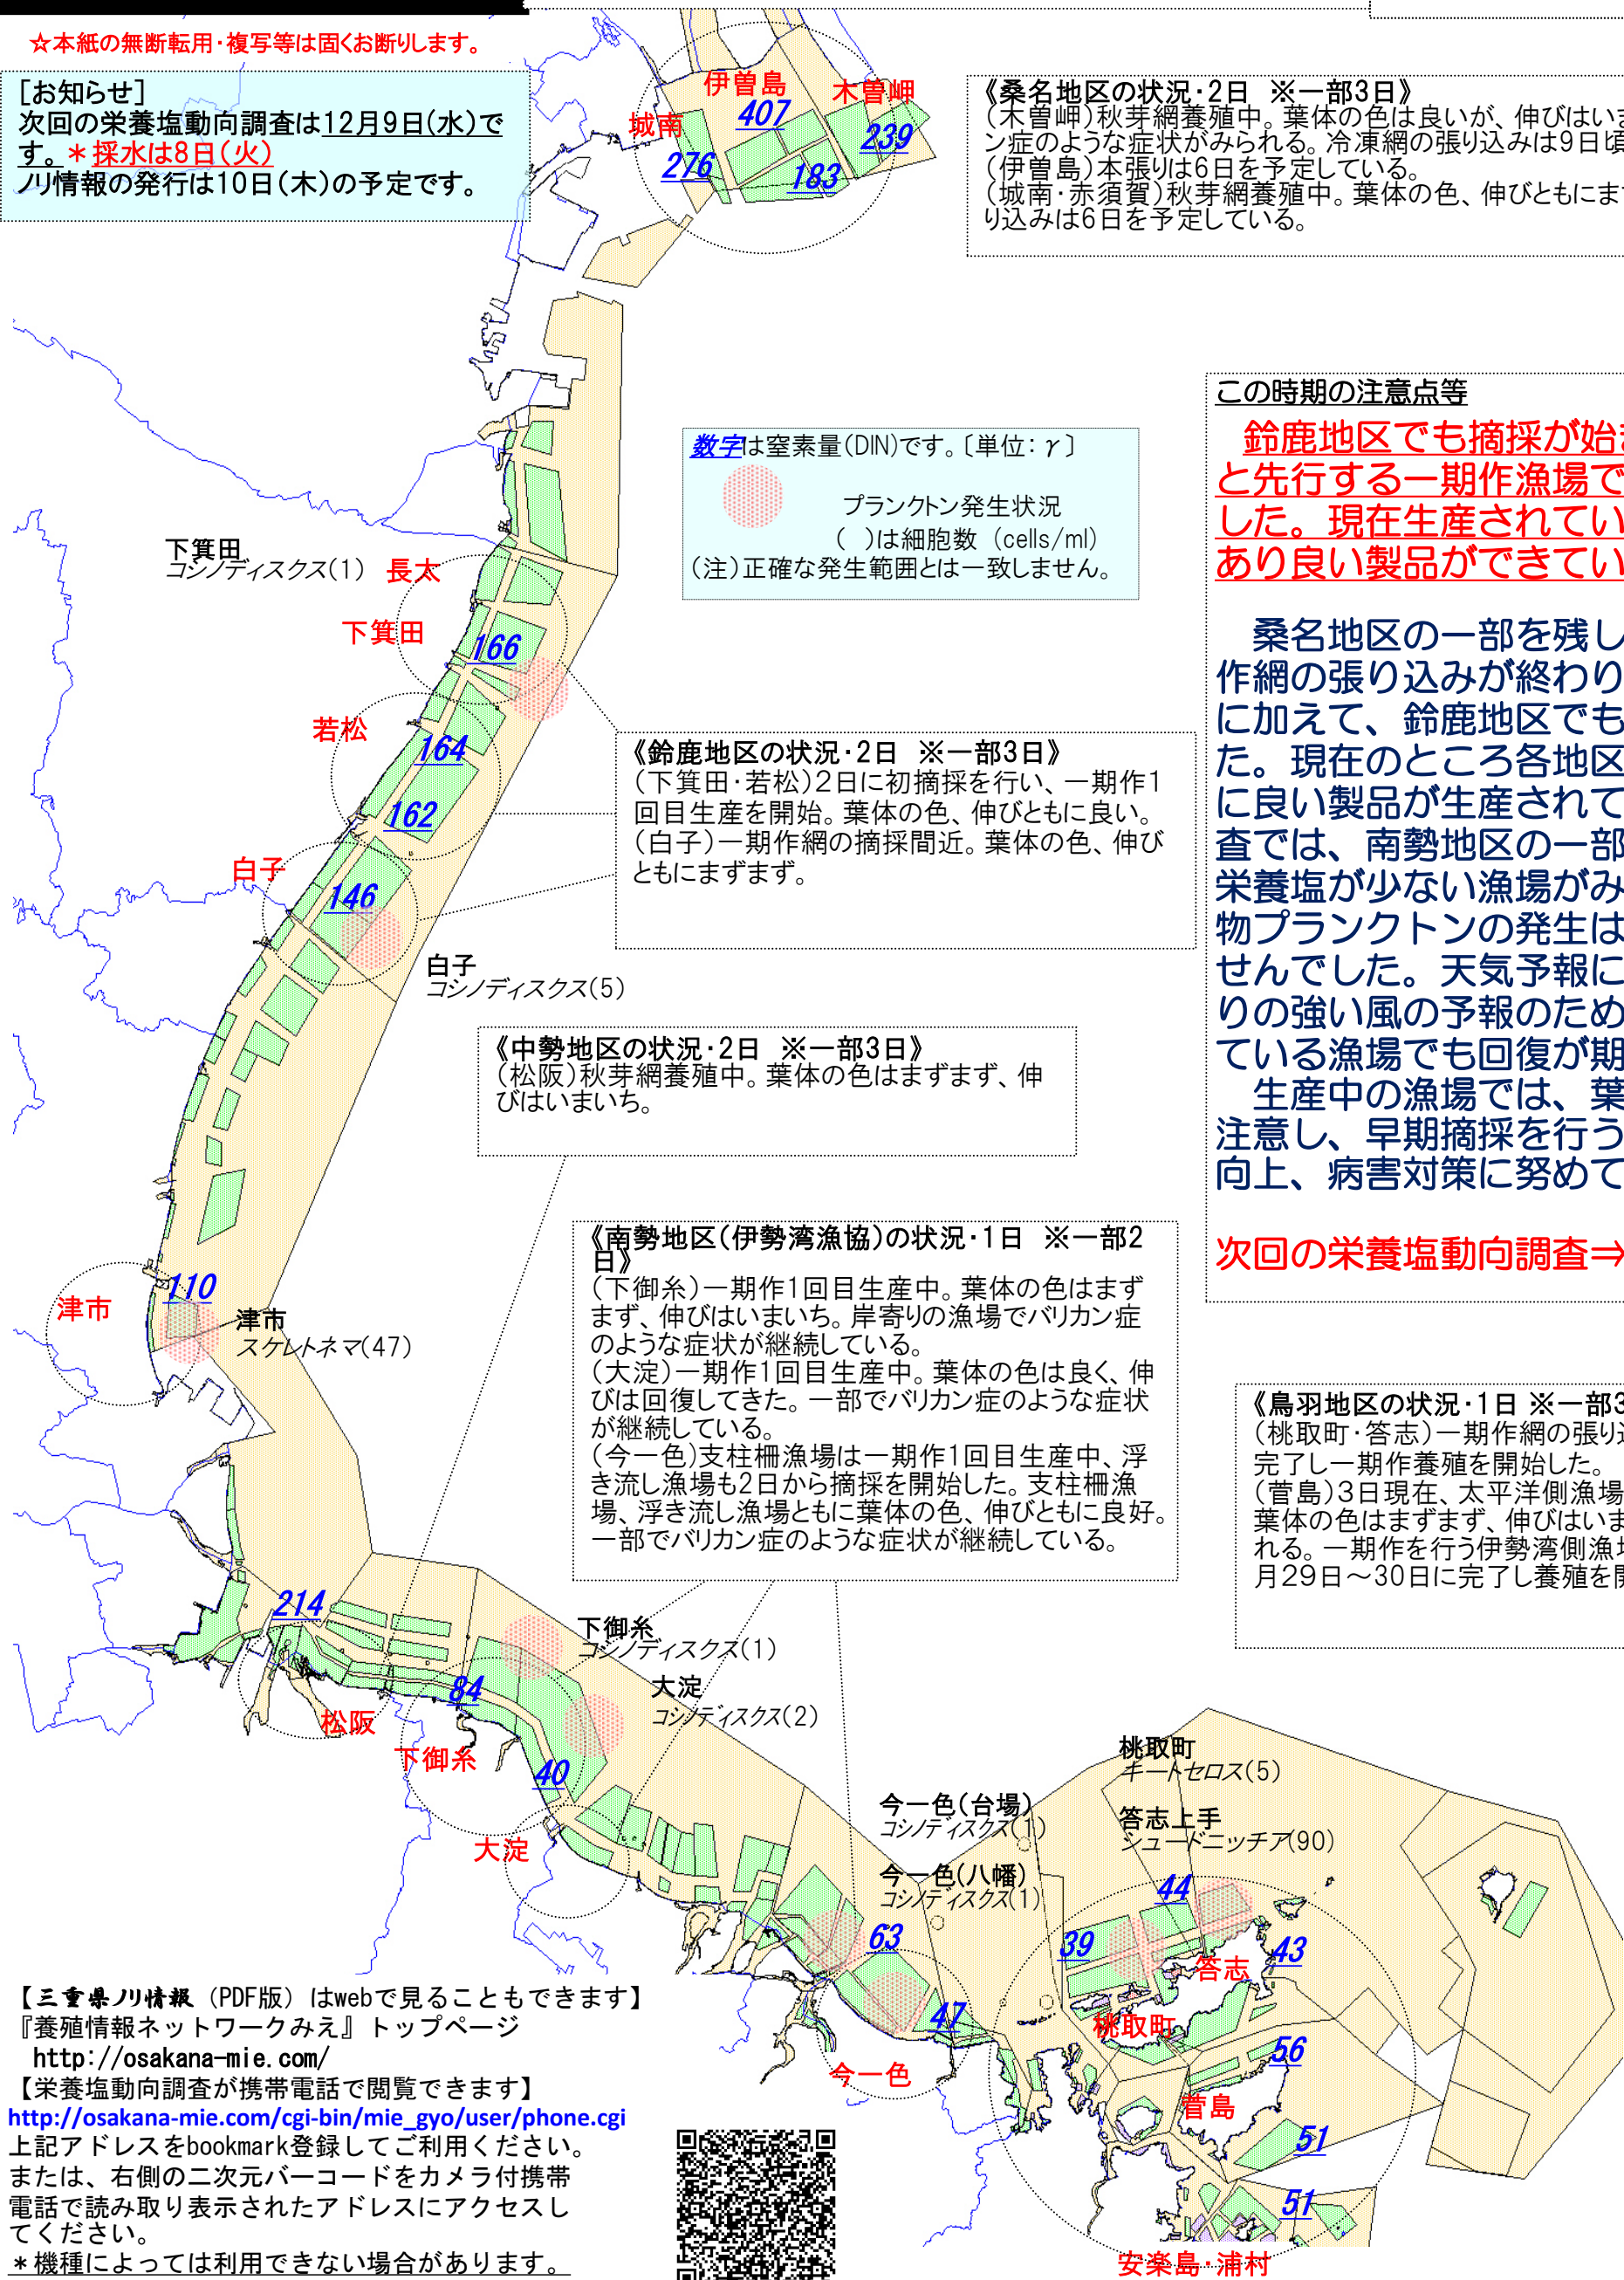 ☆本紙の無断転用・複写等は固くお断りします。
[お知らせ]
次回の栄養塩動向調査は12月9日(水)で
す。＊採水は8日(火)
ノリ情報の発行は10日(木)の予定です。
伊曽島
木曽岬
城南
407
239
276
183
《桑名地区の状況・2日 ※一部3日》
(木曽岬)秋芽網養殖中。葉体の色は良いが、伸びはいま
ン症のような症状がみられる。冷凍網の張り込みは9日頃
(伊曽島)本張りは6日を予定している。
(城南・赤須賀)秋芽網養殖中。葉体の色、伸びともにま
り込みは6日を予定している。
数字は窒素量(DIN)です。〔単位：γ〕
プランクトン発生状況
( )は細胞数 (cells/ml)
(注)正確な発生範囲とは一致しません。
この時期の注意点等
鈴鹿地区でも摘採が始
と先行する一期作漁場で
した。現在生産されてい
あり良い製品ができてい
桑名地区の一部を残し
作網の張り込みが終わり
に加えて、鈴鹿地区でも
た。現在のところ各地区
に良い製品が生産されて
査では、南勢地区の一部
栄養塩が少ない漁場がみ
物プランクトンの発生は
せんでした。天気予報に
りの強い風の予報のため
ている漁場でも回復が期
生産中の漁場では、葉
注意し、早期摘採を行う
向上、病害対策に努めて
次回の栄養塩動向調査⇒
下箕田
コシノディスクス(1)
長太
下箕田
166
若松
164
162
白子
146
白子
コシノディスクス(5)
《鈴鹿地区の状況・2日 ※一部3日》
(下箕田・若松)2日に初摘採を行い、一期作1
回目生産を開始。葉体の色、伸びともに良い。
(白子)一期作網の摘採間近。葉体の色、伸び
ともにまずまず。
《中勢地区の状況・2日 ※一部3日》
(松阪)秋芽網養殖中。葉体の色はまずまず、伸
びはいまいち。
《南勢地区(伊勢湾漁協)の状況・1日 ※一部2
日》
(下御糸)一期作1回目生産中。葉体の色はまず
まず、伸びはいまいち。岸寄りの漁場でバリカン症
のような症状が継続している。
(大淀)一期作1回目生産中。葉体の色は良く、伸
びは回復してきた。一部でバリカン症のような症状
が継続している。
(今一色)支柱柵漁場は一期作1回目生産中、浮
き流し漁場も2日から摘採を開始した。支柱柵漁
場、浮き流し漁場ともに葉体の色、伸びともに良好。
一部でバリカン症のような症状が継続している。
110
津市
津市
スケレトネマ(47)
《鳥羽地区の状況・1日 ※一部3
(桃取町・答志)一期作網の張り
完了し一期作養殖を開始した。
(菅島)3日現在、太平洋側漁場
葉体の色はまずまず、伸びはいま
れる。一期作を行う伊勢湾側漁
月29日～30日に完了し養殖を
214
松阪
84
下御糸
下御糸
コシノディスクス(1)
大淀
コシノディスクス(2)
40
大淀
桃取町
キートセロス(5)
今一色(台場)
コシノディスクス(1)
答志上手
シュードニッチア(90)
今一色(八幡)
コシノディスクス(1)
63
47
今一色
44
39
43
答志
桃取町
56
菅島
51
51
安楽島・浦村
【三重県ノリ情報（PDF版）はwebで見ることもできます】
『養殖情報ネットワークみえ』トップページ
http://osakana-mie.com/
【栄養塩動向調査が携帯電話で閲覧できます】
http://osakana-mie.com/cgi-bin/mie_gyo/user/phone.cgi
上記アドレスをbookmark登録してご利用ください。
または、右側の二次元バーコードをカメラ付携帯
電話で読み取り表示されたアドレスにアクセスし
てください。
＊機種によっては利用できない場合があります。